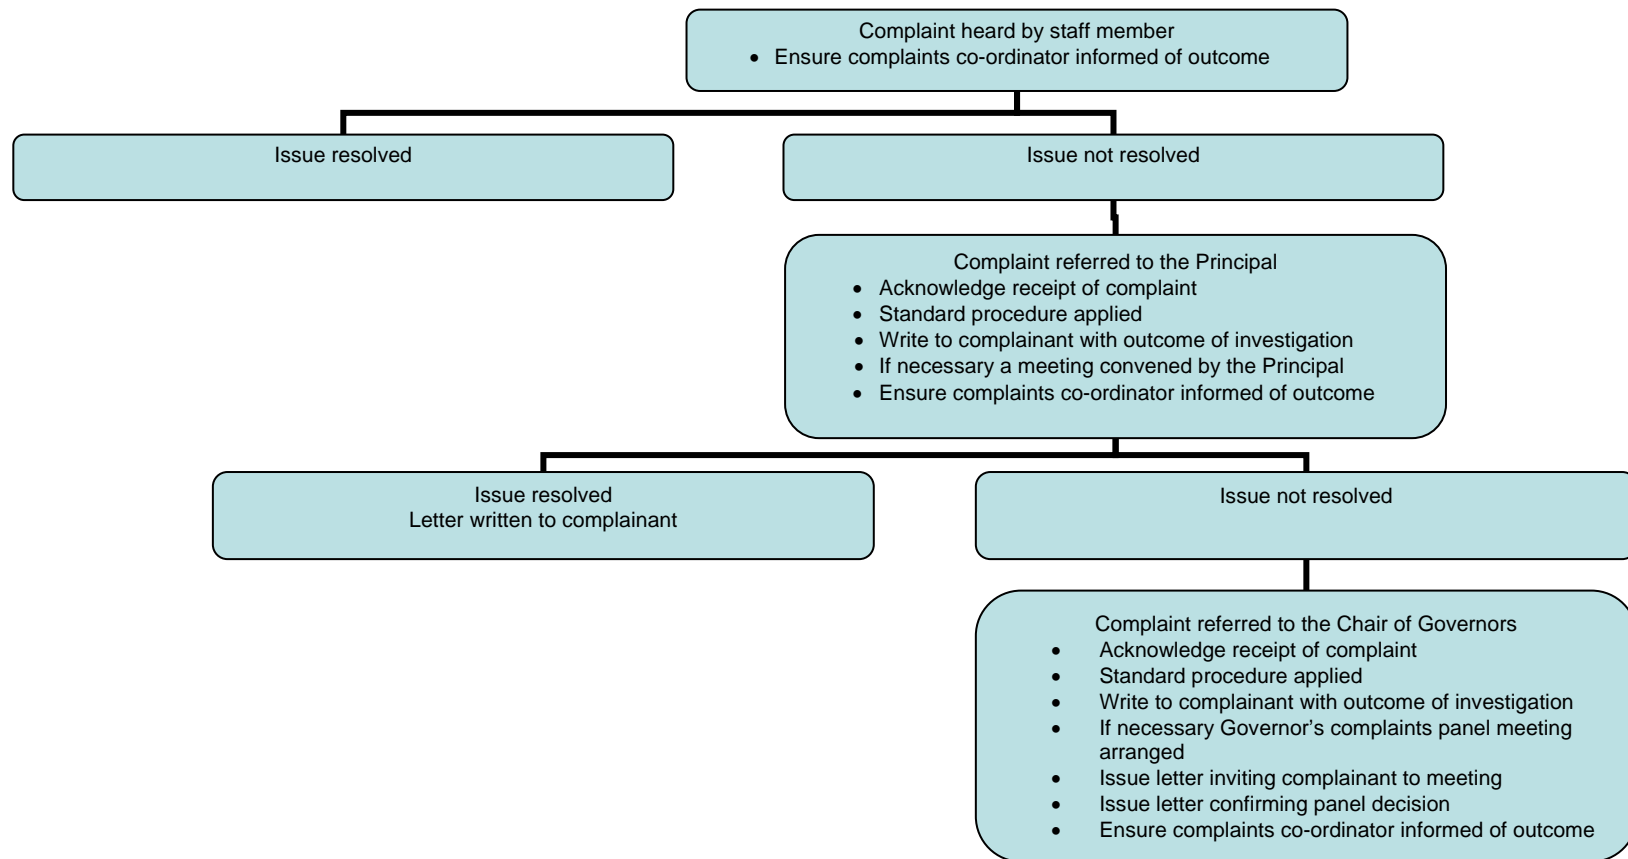 Complaint heard by staff member
• Ensure complaints co-ordinator informed of outcome
Issue resolved
Issue not resolved
Complaint referred to the Principal
• Acknowledge receipt of complaint
• Standard procedure applied
• Write to complainant with outcome of investigation
• If necessary a meeting convened by the Principal
• Ensure complaints co-ordinator informed of outcome
Issue resolved
Letter written to complainant
Issue not resolved
Complaint referred to the Chair of Governors
• Acknowledge receipt of complaint
• Standard procedure applied
• Write to complainant with outcome of investigation
• If necessary Governor’s complaints panel meeting
arranged
• Issue letter inviting complainant to meeting
• Issue letter confirming panel decision
• Ensure complaints co-ordinator informed of outcome